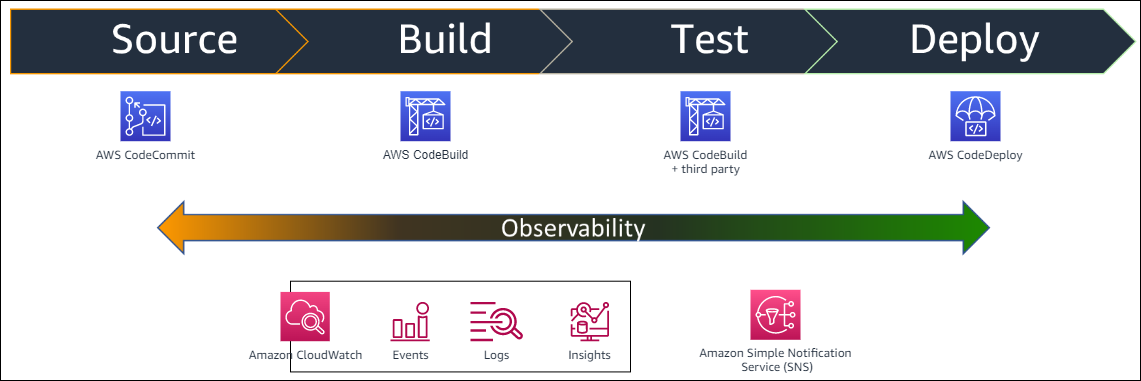 Source Build Test Deploy
AWS CodeCommit AWS CodeBuild AWS CodeBuild AWS CodeDeploy
+ third party
Observability
Amazon CloudWatch Events Logs Insights Amazon Simple Notification
Service (SNS)